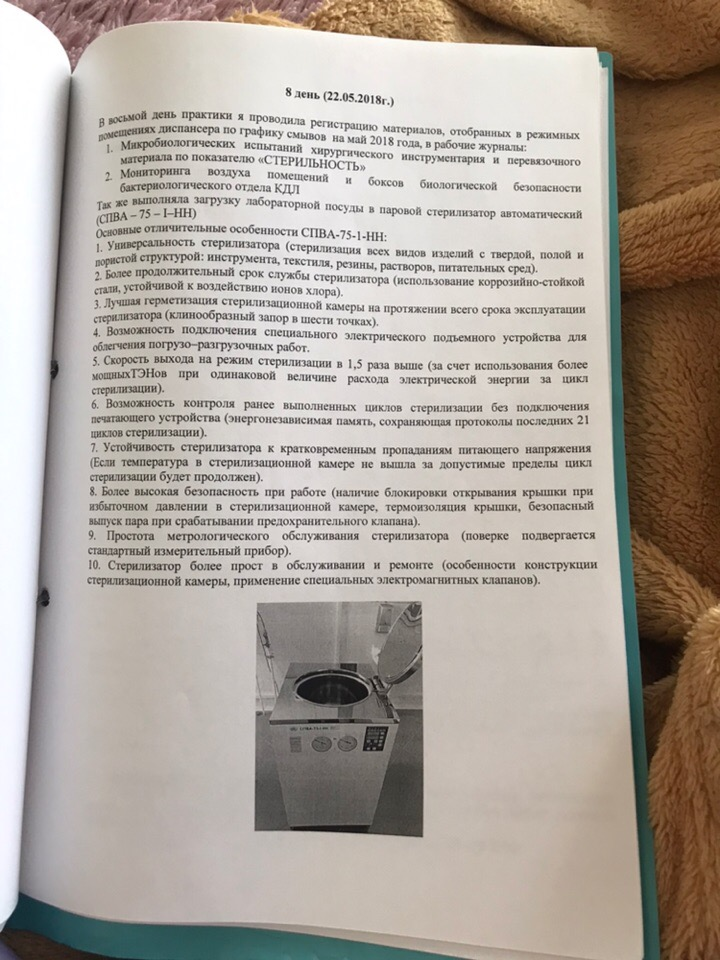 8 день (22.05.2018г.)
В восьмой день практики я проводила регистрацию материалов, отобранных в режимных
помещениях диспансера по графику смывов на май 2018 года, в рабочие журналы:
1. Микробиологических испытаний хирургического инструментария и перевязочного
материала по показателю «СТЕРИЛЬНОСТЬ»
2. Мониторинга воздуха помещений и боксов биологической безопасности
бактериологического отдела КДЛ
Так же выполняла загрузку лабораторной посуды в паровой стерилизатор автоматический
(СПВА – 75 – I–НН)
Основные отличительные особенности СПВА-75-1-НН:
1. Универсальность стерилизатора (стерилизация всех видов изделий с твердой, полой и
пористой структурой: инструмента, текстиля, резины, растворов, питательных сред).
2. Более продолжительный срок службы стерилизатора (использование коррозийно-стойкой
стали, устойчивой к воздействию ионов хлора).
3. Лучшая герметизация стерилизационной камеры на протяжении всего срока эксплуатации
стерилизатора (клинообразный запор в шести точках).
4. Возможность подключения специального электрического подъемного устройства для
облегчения погрузо–разгрузочных работ.
5. Скорость выхода на режим стерилизации в 1,5 раза выше (за счет использования более
мощныхТЭНов при одинаковой величине расхода электрической энергии за цикл
стерилизации).
6. Возможность контроля ранее выполненных циклов стерилизации без подключения
печатающего устройства (энергонезависимая память, сохраняющая протоколы последних 21
циклов стерилизации).
7. Устойчивость стерилизатора к кратковременным пропаданиям питающего напряжения
(Если температура в стерилизационной камере не вышла за допустимые пределы цикл
стерилизации будет продолжен).
8. Более высокая безопасность при работе (наличие блокировки открывания крышки при
избыточном давлении в стерилизационной камере, термоизоляция крышки, безопасный
выпуск пара при срабатывании предохранительного клапана).
9. Простота метрологического обслуживания стерилизатора (поверке подвергается
стандартный измерительный прибор).
10. Стерилизатор более прост в обслуживании и ремонте (особенности конструкции
стерилизационной камеры, применение специальных электромагнитных клапанов).
СПВА-75-I-НН